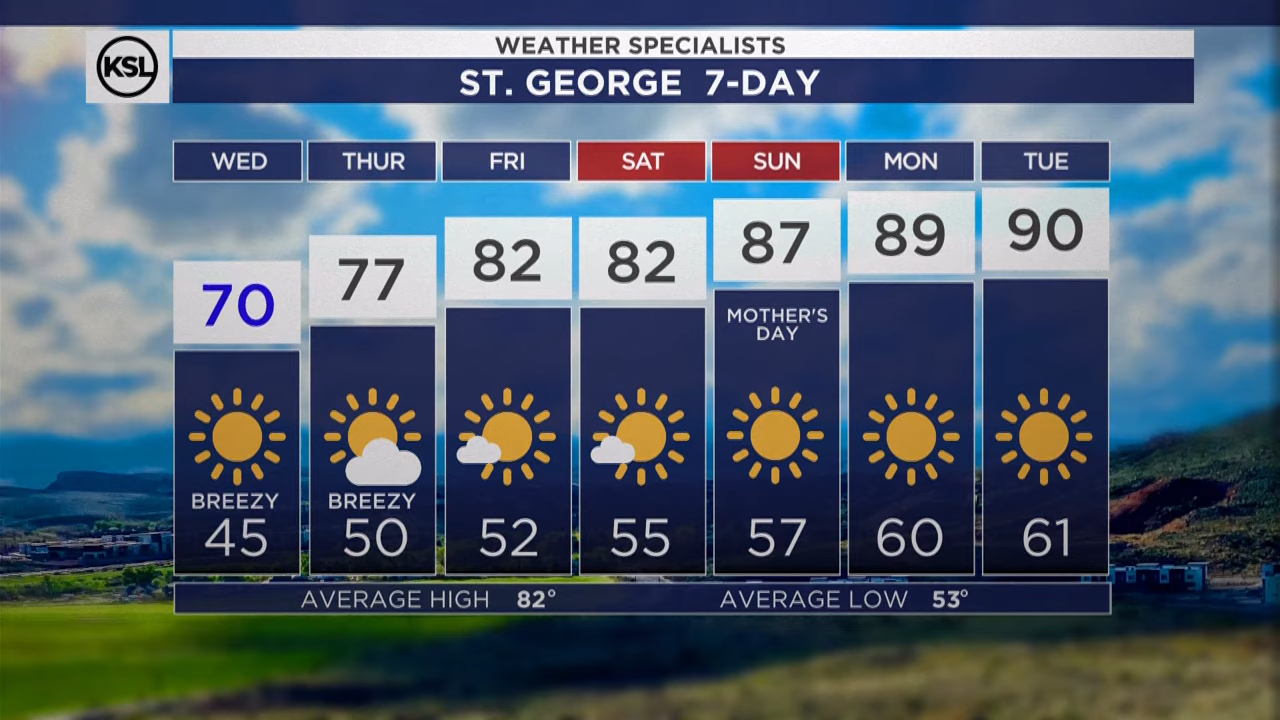 KSL
WEATHER SPECIALISTS
ST. GEORGE 7-DAY
WED THUR FRI SAT SUN MON TUE
70 77 82 82 87 89 90
MOTHER'S
DAY
BREEZY BREEZY
45 50 52 55 57 60 61
AVERAGE HIGH 82° AVERAGE LOW 53°